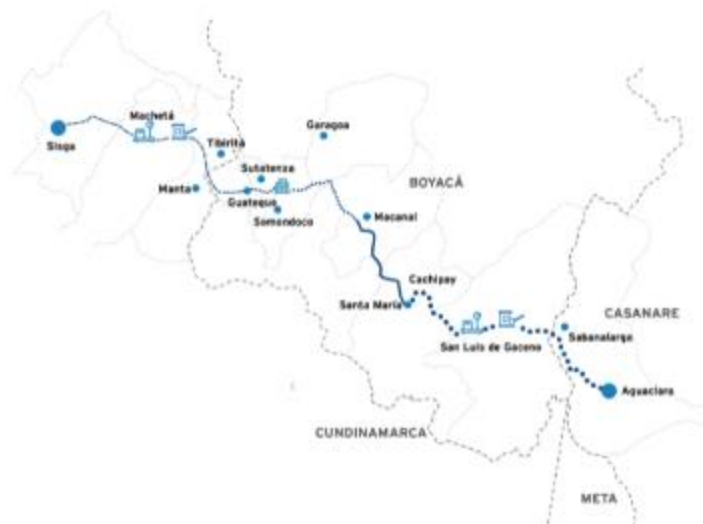 Machetá
Sisga
Tibiritá
Garagoa
Sutatenza
Manta
Guateque
Somondoco
BOYACÁ
Macanal
Cachipay
Santa María
San Luis de Gaceno
CASANARE
Sabanalarga
Aguaclara
CUNDINAMARCA
META